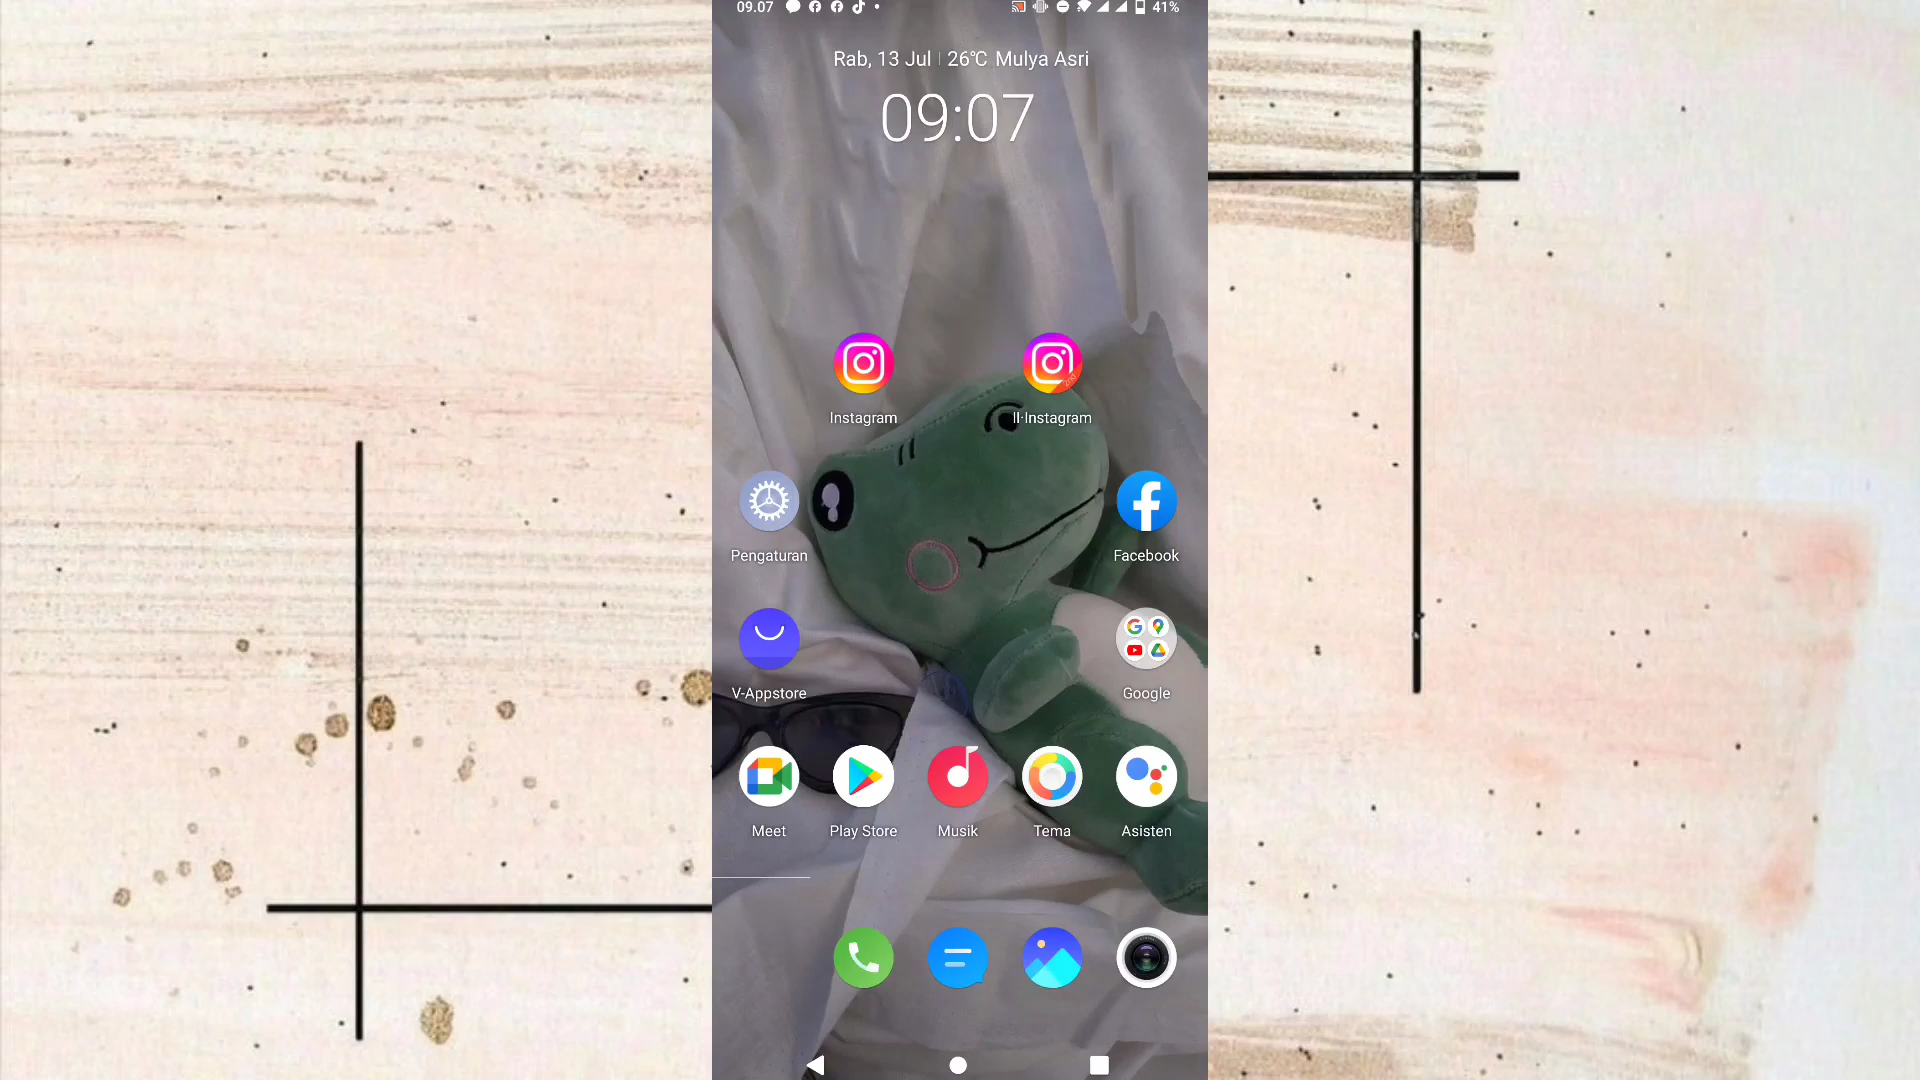 09.07 41%
Rab, 13 Jul 26℃ Mulya Asri
09:07
Instagram II·Instagram
Pengaturan Facebook
V-Appstore Google
Meet Play Store Musik Tema Asisten